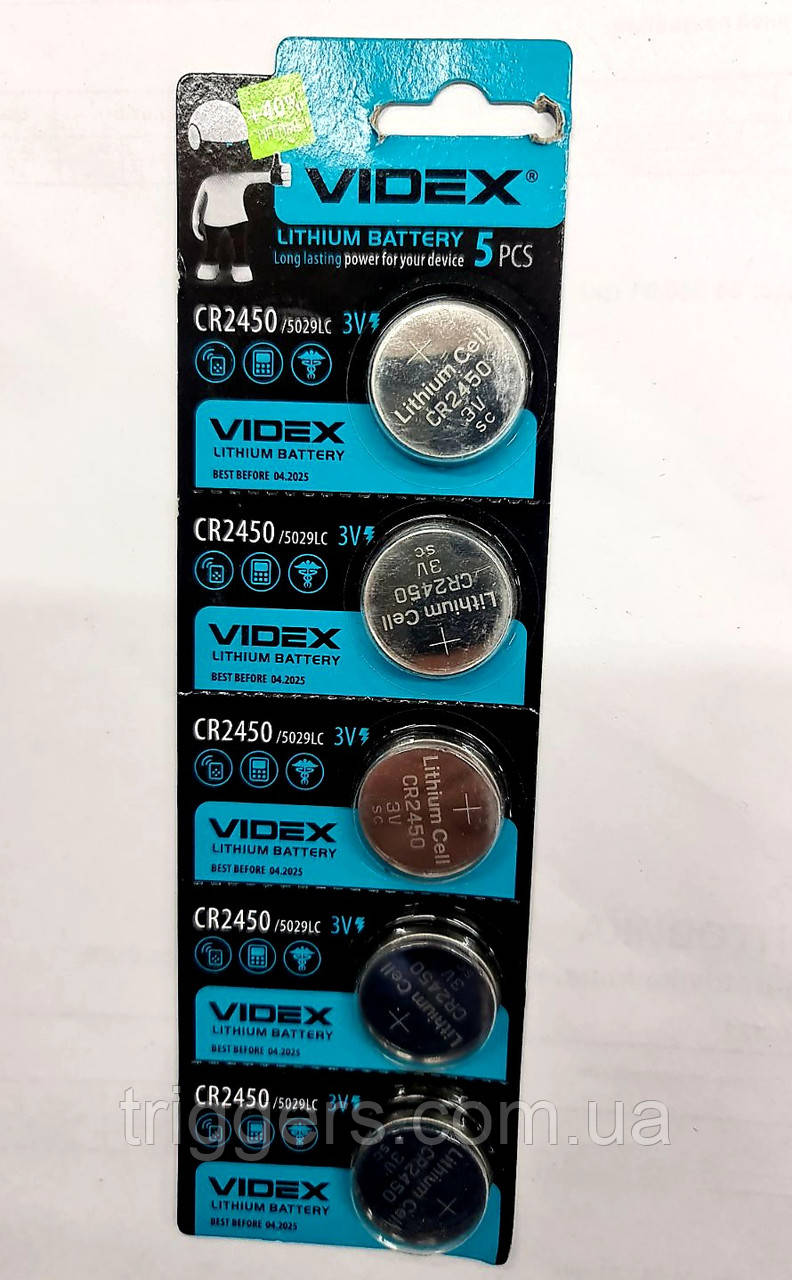 +40%
VIDEX®
LITHIUM BATTERY 5 PCS
Long lasting power for your device
CR2450 /5029LC 3V
Lithium Cell
CR2450
3V
SC
VIDEX
LITHIUM BATTERY
BEST BEFORE 04.2025
CR2450 /5029LC 3V
Lithium Cell
CR2450
3V
SC
VIDEX
LITHIUM BATTERY
BEST BEFORE 04.2025
CR2450 /5029LC 3V
Lithium Cell
CR2450
3V
SC
VIDEX
LITHIUM BATTERY
BEST BEFORE 04.2025
CR2450 /5029LC 3V
Lithium Cell
CR2450
3V
SC
VIDEX
LITHIUM BATTERY
BEST BEFORE 04.2025
CR2450 /5029LC 3V
triggers.com.ua
Lithium Cell
CR2450
3V
SC
VIDEX
LITHIUM BATTERY
BEST BEFORE 04.2025